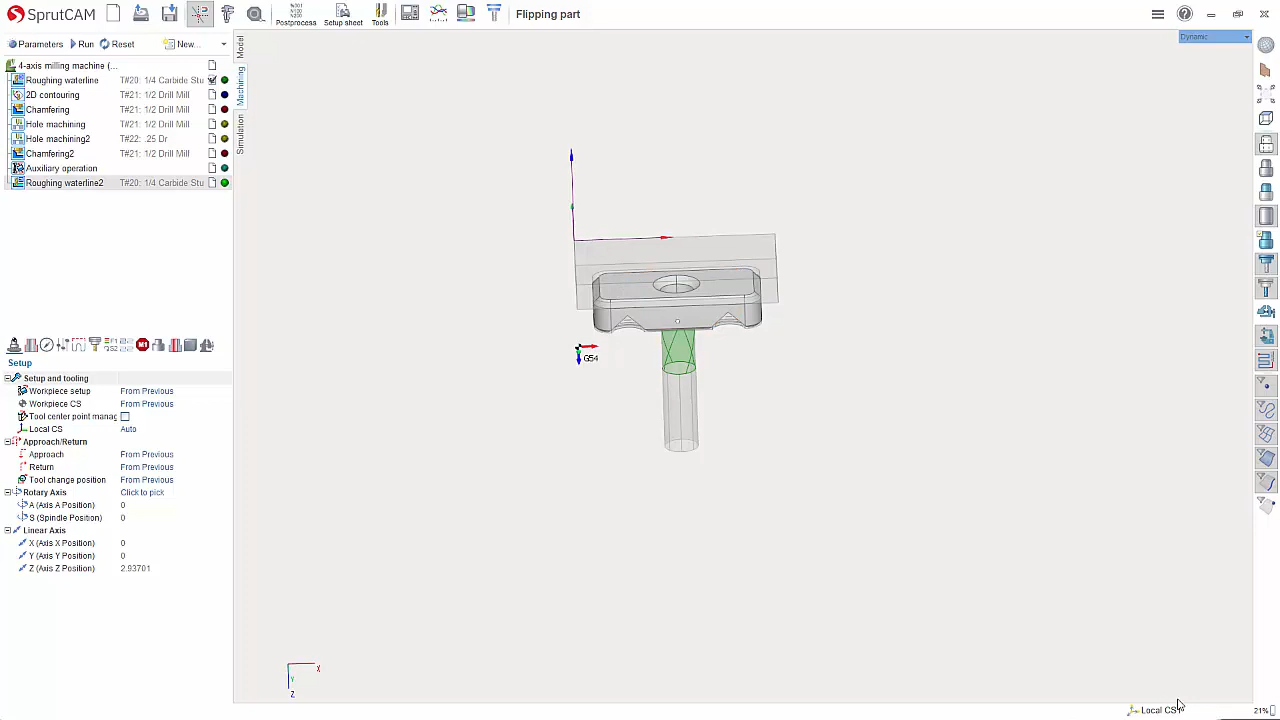 SprutCAM
Postprocess
Setup sheet
Tools
Flipping part
Parameters
Run
Reset
New...
Dynamic
Model
Machining
Simulation
4-axis milling machine (...
Roughing waterline T#20: 1/4 Carbide Stu
2D contouring T#21: 1/2 Drill Mill
Chamfering T#21: 1/2 Drill Mill
Hole machining T#21: 1/2 Drill Mill
Hole machining2 T#22: .25 Dr
Chamfering2 T#21: 1/2 Drill Mill
Auxiliary operation
Roughing waterline2 T#20: 1/4 Carbide Stu
G54
Setup
Setup and tooling
Workpiece setup From Previous
Workpiece CS From Previous
Tool center point manag
Local CS Auto
Approach/Return
Approach From Previous
Return From Previous
Tool change position From Previous
Rotary Axis Click to pick
A (Axis A Position) 0
S (Spindle Position) 0
Linear Axis
X (Axis X Position) 0
Y (Axis Y Position) 0
Z (Axis Z Position) 2.93701
X
Y
Z
Local CS
21%